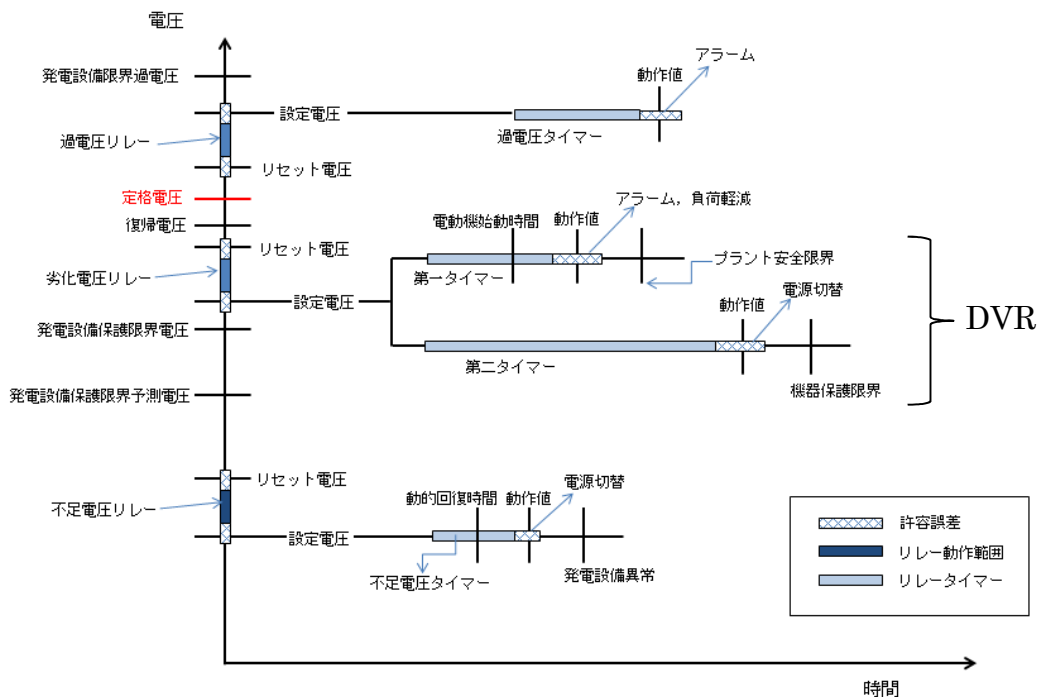 電圧
発電設備限界過電圧
アラーム
動作値
設定電圧
過電圧タイマー
過電圧リレー
リセット電圧
定格電圧
復帰電圧
アラーム，負荷軽減
電動機始動時間
動作値
リセット電圧
劣化電圧リレー
第一タイマー
プラント安全限界
設定電圧
電源切替
動作値
DVR
発電設備保護限界電圧
第二タイマー
機器保護限界
発電設備保護限界予測電圧
リセット電圧
電源切替
動的回復時間
動作値
不足電圧リレー
設定電圧
不足電圧タイマー
発電設備異常
許容誤差
リレー動作範囲
リレータイマー
時間